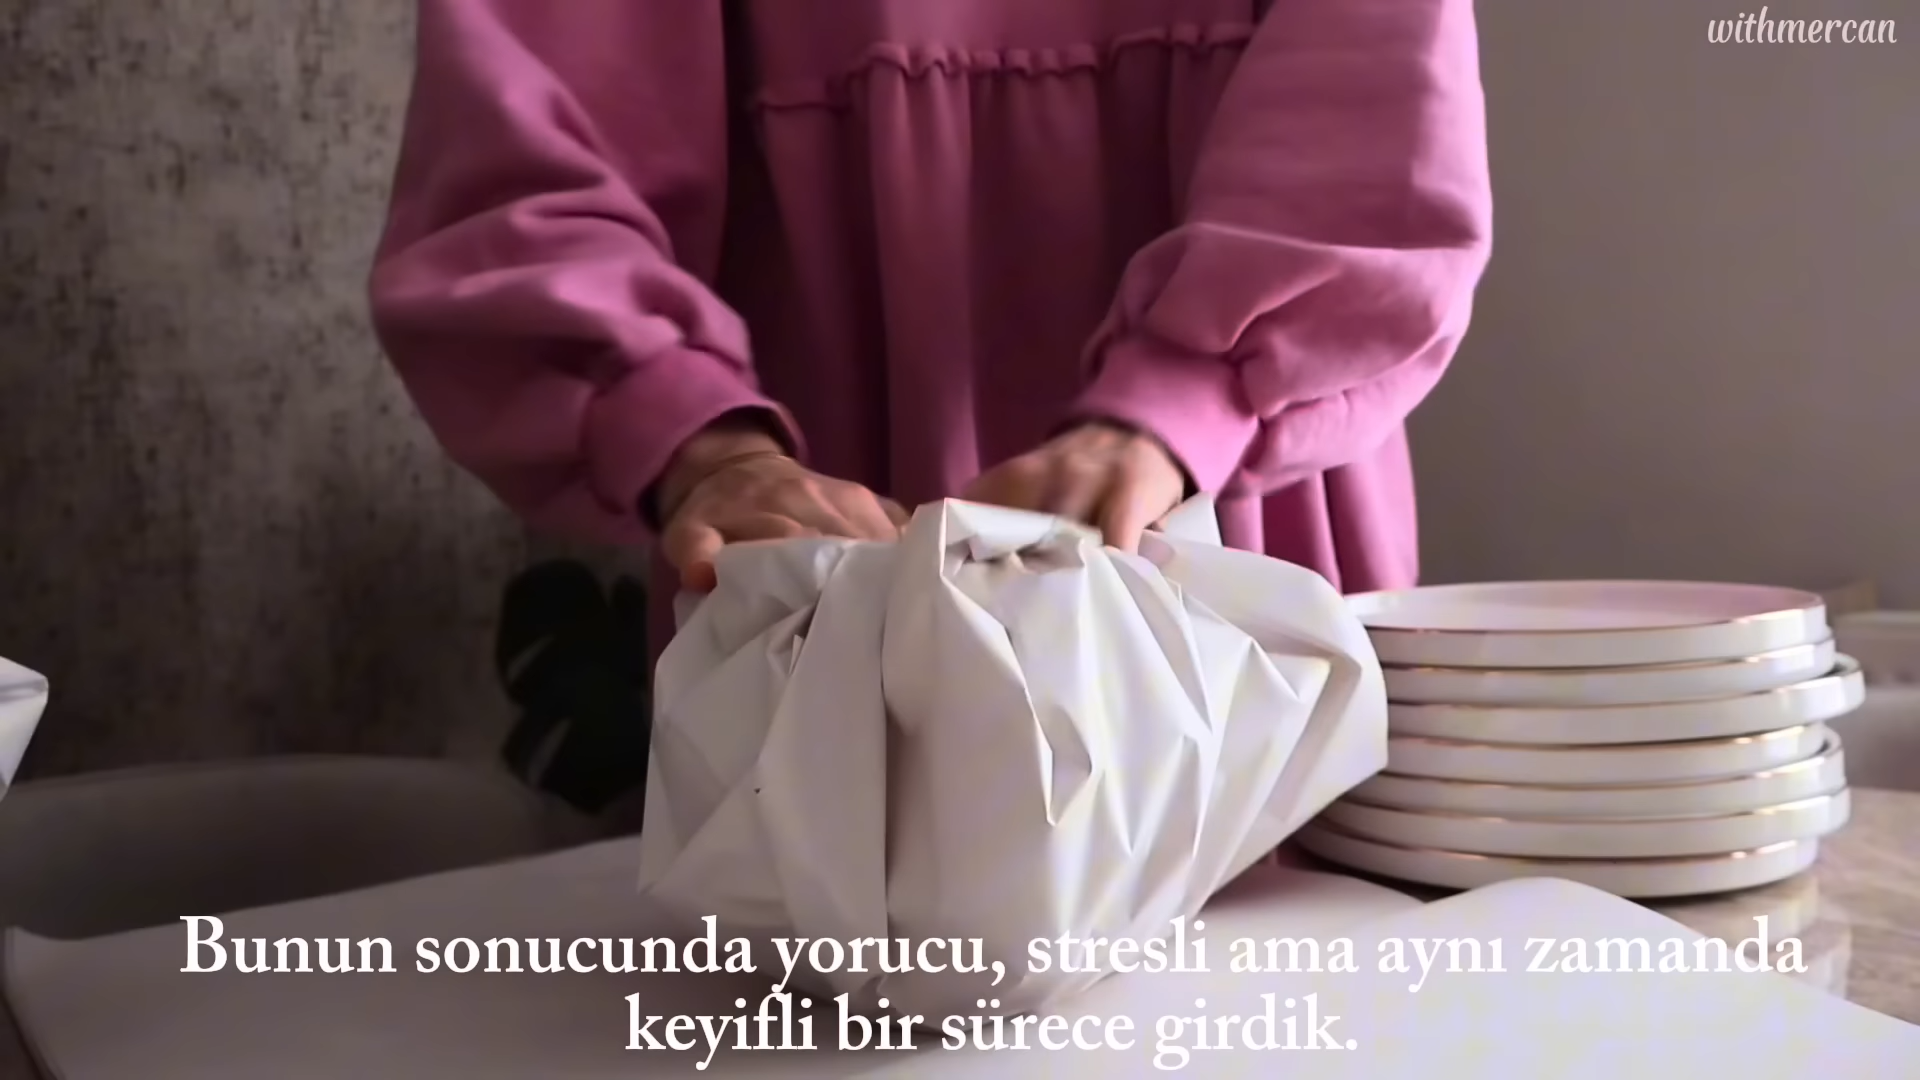 withmercan
Bunun sonucunda yorucu, stresli ama aynı zamanda
keyifli bir sürece girdik.